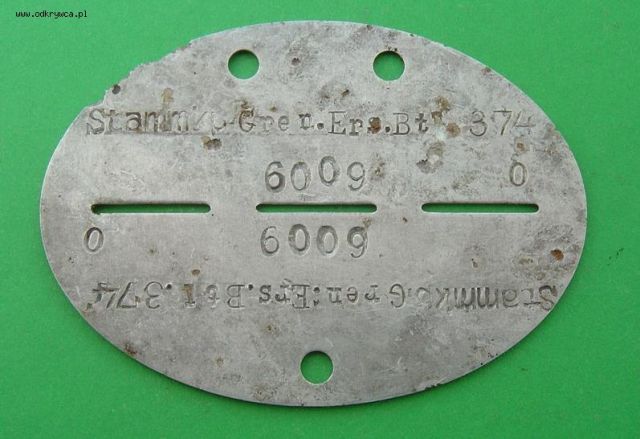 www.odkrywca.pl
Stammkp.Gren.Ers.Btl. 374
6009 0
6009 0
Stammkp.Gren.Ers.Btl.374